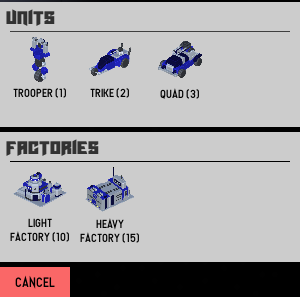 UNITS
TROOPER (1) TRIKE (2) QUAD (3)
FACTORIES
LIGHT FACTORY (10) HEAVY FACTORY (15)
CANCEL